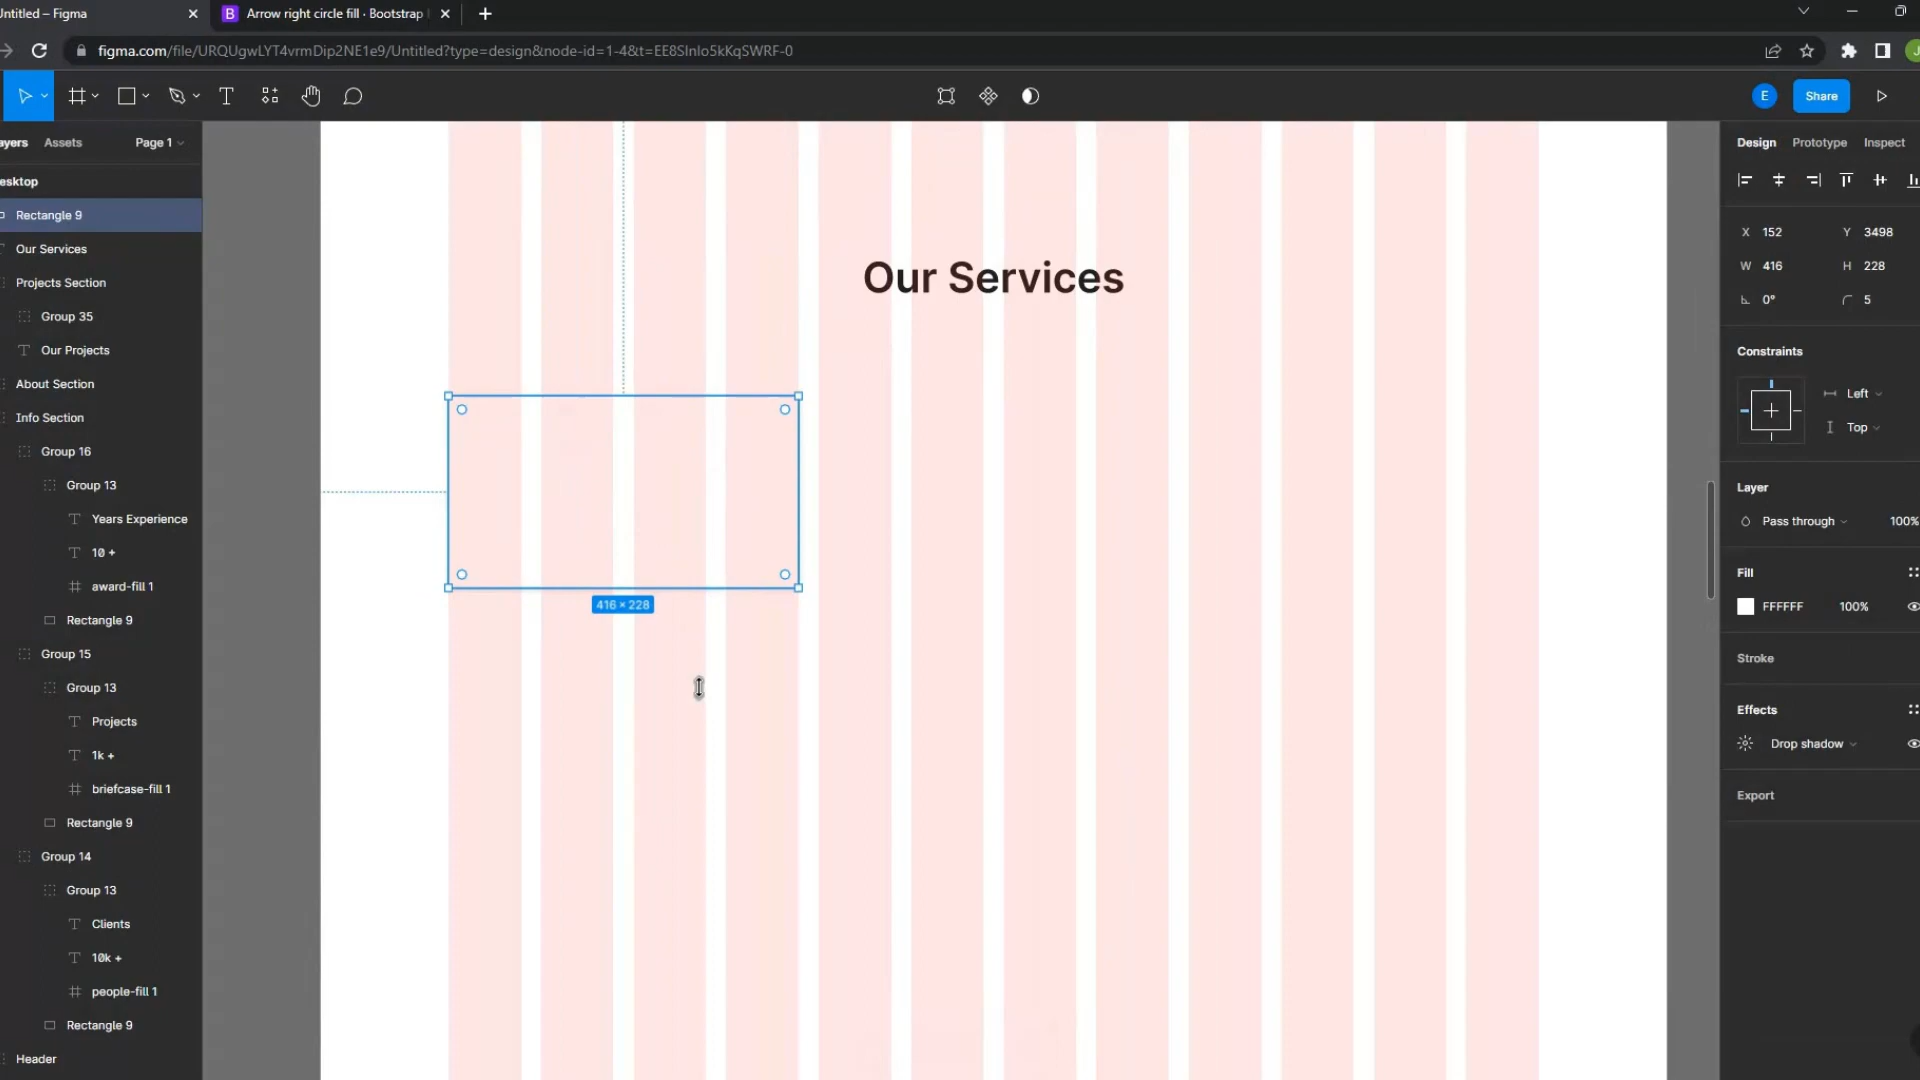 Untitled – Figma
Arrow right circle fill · Bootstrap
figma.com/file/URQUgwLYT4vrmDip2NE1e9/Untitled?type=design&node-id=1-4&t=EE8SlnIo5kKqSWRF-0
E
Share
ayers
Assets
Page 1
esktop
Rectangle 9
Our Services
Projects Section
Group 35
Our Projects
About Section
Info Section
Group 16
Group 13
Years Experience
10 +
award-fill 1
Rectangle 9
Group 15
Group 13
Projects
1k +
briefcase-fill 1
Rectangle 9
Group 14
Group 13
Clients
10k +
people-fill 1
Rectangle 9
Header
Our Services
416 × 228
Design
Prototype
Inspect
X 152
Y 3498
W 416
H 228
0°
5
Constraints
Left
Top
Layer
Pass through
100%
Fill
FFFFFF
100%
Stroke
Effects
Drop shadow
Export